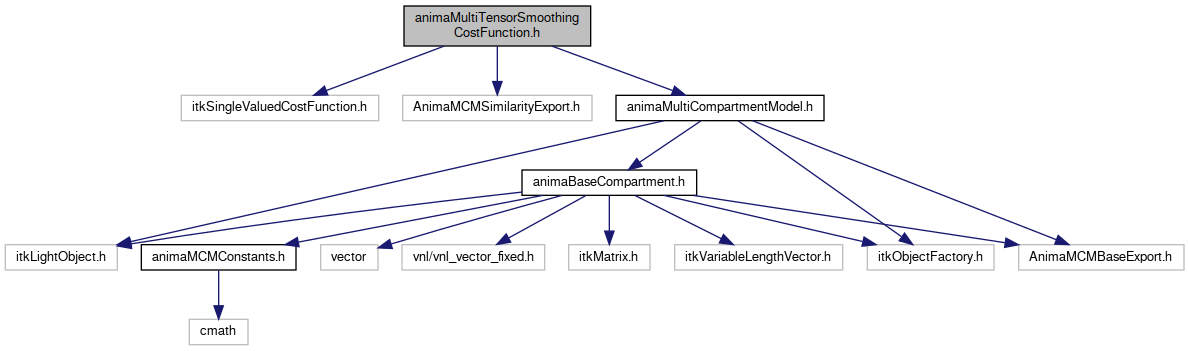 animaMultiTensorSmoothing
CostFunction.h
itkSingleValuedCostFunction.h
AnimaMCMSimilarityExport.h
animaMultiCompartmentModel.h
animaBaseCompartment.h
itkLightObject.h
animaMCMConstants.h
vector
vnl/vnl_vector_fixed.h
itkMatrix.h
itkVariableLengthVector.h
itkObjectFactory.h
AnimaMCMBaseExport.h
cmath